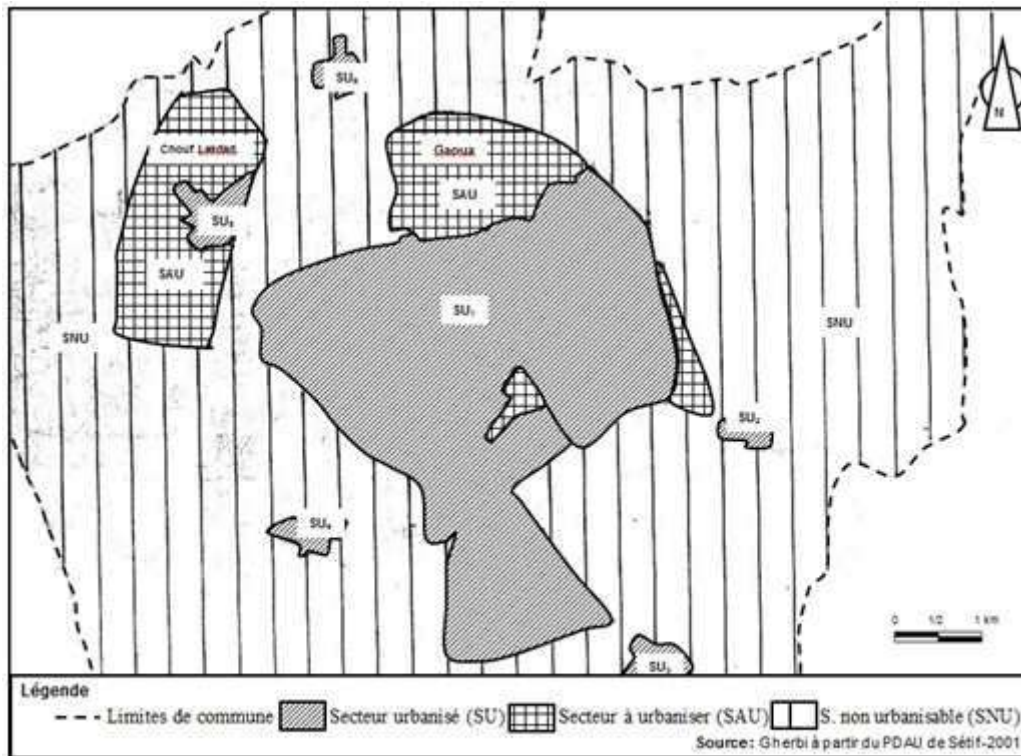 SU₆
N
Chouf Lekdad
Gaoua
SAU
SU₅
SAU
SU₁
SNU
SNU
SU₂
SU₄
0 1/2 1 km
SU₃
Légende
Limites de commune Secteur urbanisé (SU) Secteur à urbaniser (SAU) S. non urbanisable (SNU)
Source: Gherbi à partir du PDAU de Sétif-2001